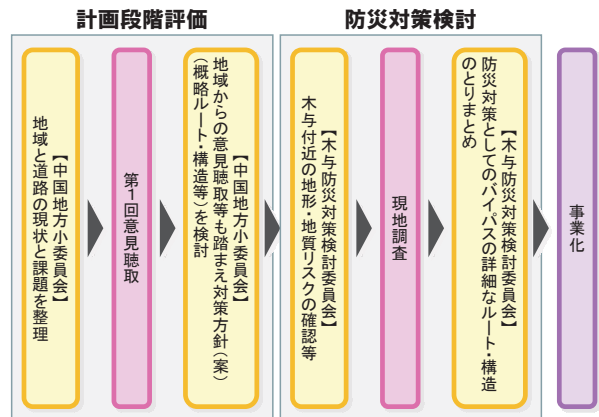 計画段階評価
【中国地方小委員会】
地域と道路の現状と課題を整理
第1回意見聴取
【中国地方小委員会】
地域からの意見聴取等も踏まえ対策方針(案)
(概略ルート・構造等)を検討
防災対策検討
【木与防災対策検討委員会】
木与付近の地形・地質リスクの確認等
現地調査
【木与防災対策検討委員会】
防災対策としてのバイパスの詳細なルート・構造
のとりまとめ
事業化